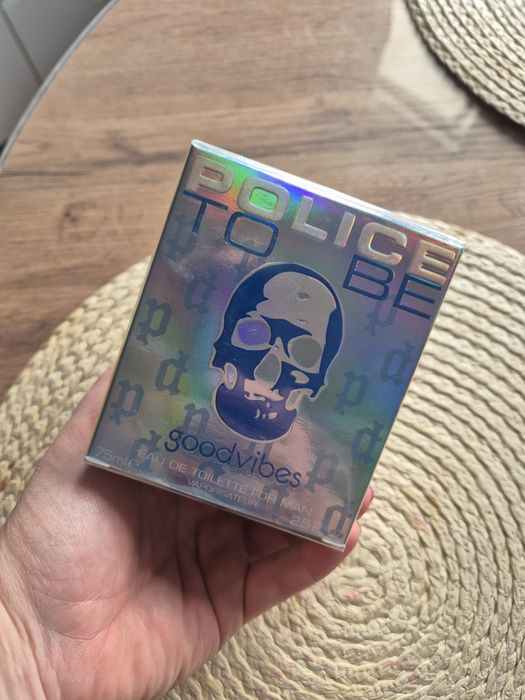 POLICE
TO BE
goodvibes
75ml
EAU DE TOILETTE FOR MAN
VAPORISATEUR